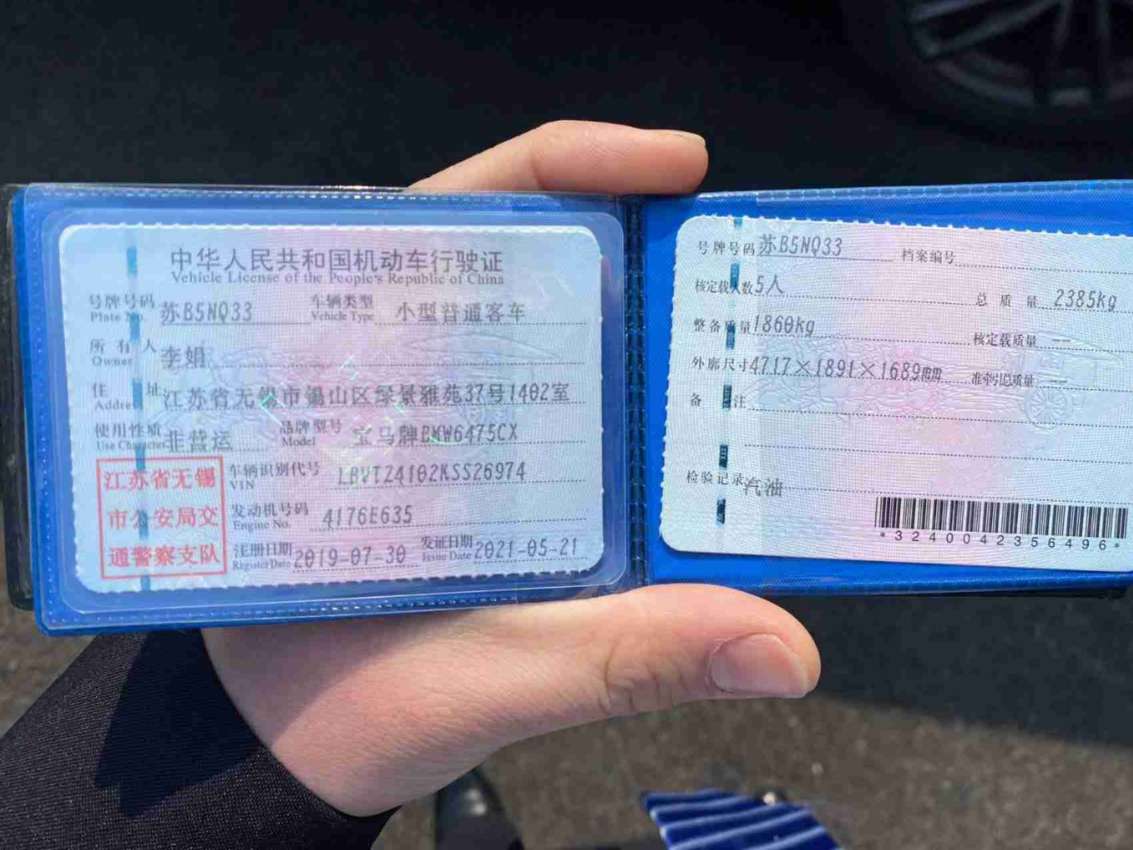 中华人民共和国机动车行驶证
Vehicle License of the People's Republic of China
号牌号码 苏B5NQ33 车辆类型 小型普通客车
Plate No. Vehicle Type
所有人 李娟
Owner
住址 江苏省无锡市锡山区绿景雅苑37号1402室
Address
使用性质 非营运 品牌型号 宝马牌BMW6475CX
Use Character Model
江苏省无锡
市公安局交
通警察支队
车辆识别代号 LBVTZ4102KSS26974
VIN
发动机号码 4176E635
Engine No.
注册日期 2019-07-30 发证日期 2021-05-21
Register Date Issue Date
号牌号码 苏B5NQ33 档案编号
核定载人数 5人 总质量 2385kg
整备质量 1860kg 核定载质量 --
外廓尺寸 4717×1891×1689mm 准牵引总质量 --
备注
检验记录 汽油
*3240042356496*